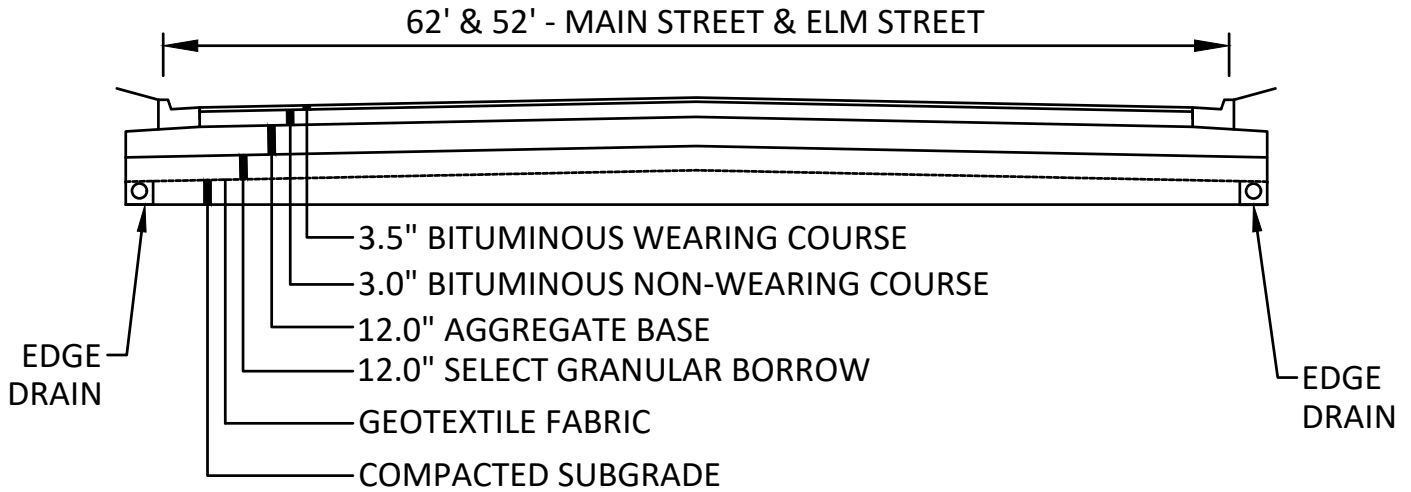 62' & 52' - MAIN STREET & ELM STREET
3.5" BITUMINOUS WEARING COURSE
3.0" BITUMINOUS NON-WEARING COURSE
12.0" AGGREGATE BASE
12.0" SELECT GRANULAR BORROW
GEOTEXTILE FABRIC
COMPACTED SUBGRADE
EDGE
DRAIN
EDGE
DRAIN